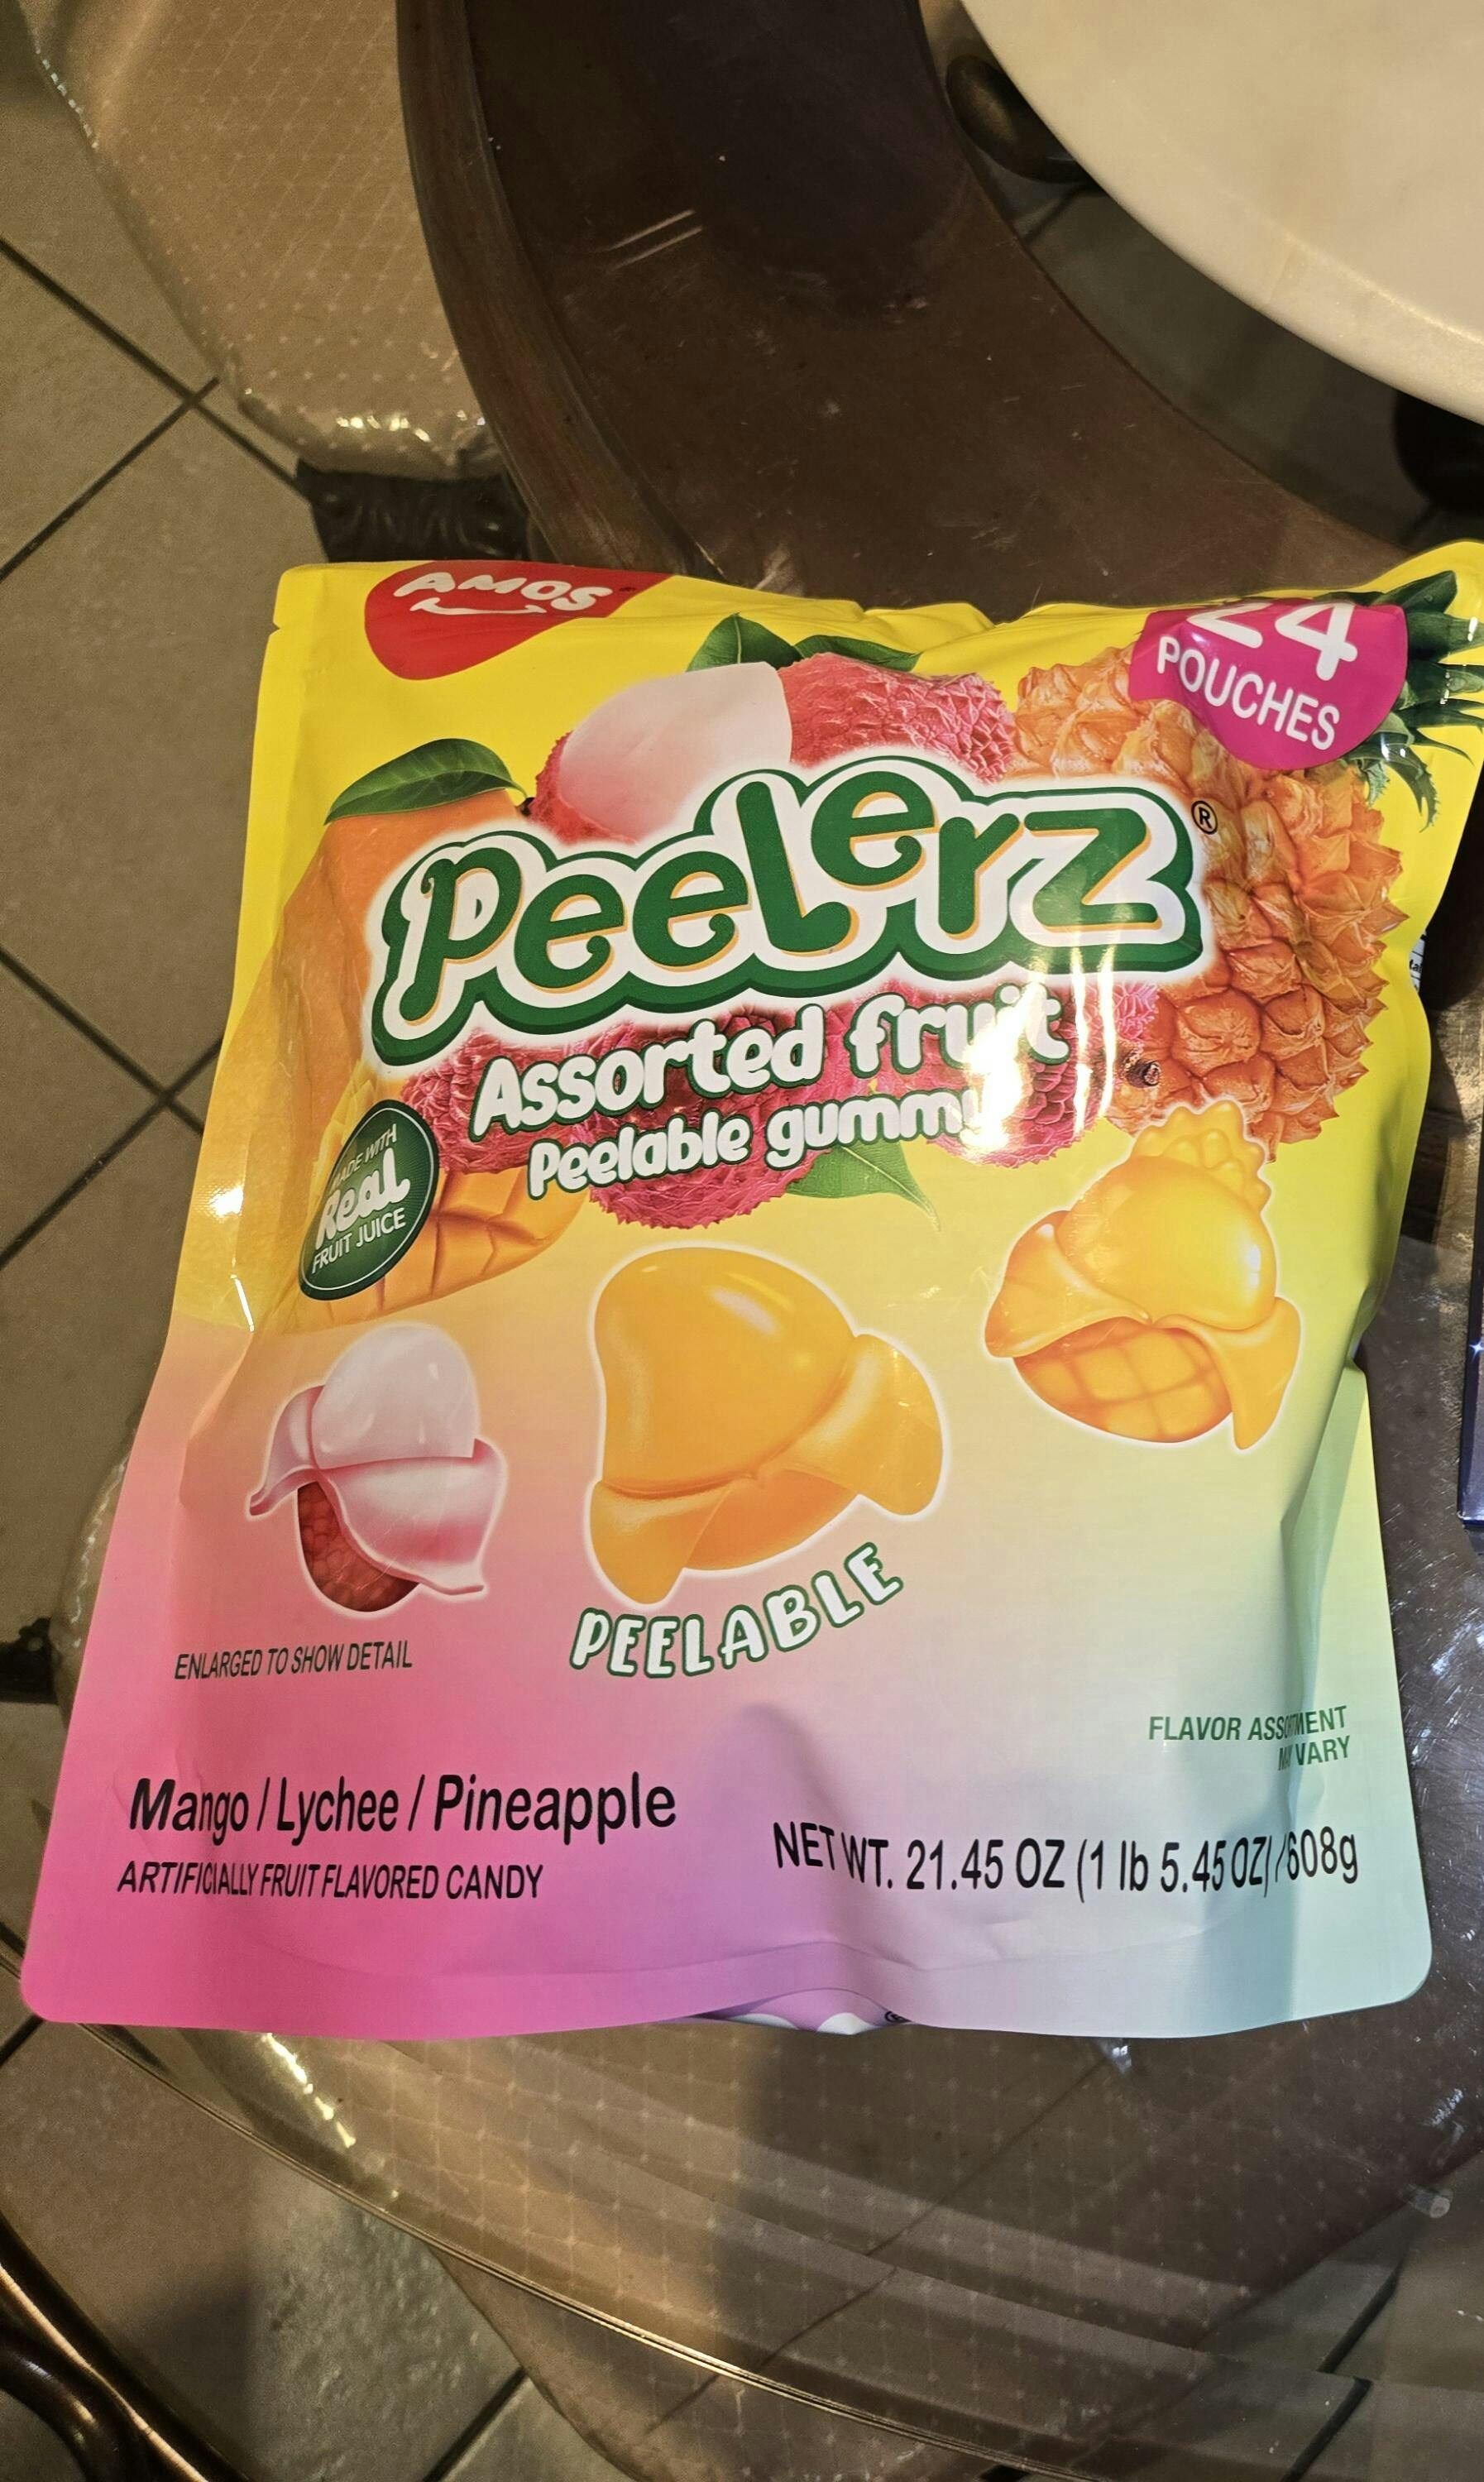 AMOS
24
POUCHES
Peelerz®
Assorted fruit
Peelable gummy
MADE WITH
Real
FRUIT JUICE
PEELABLE
ENLARGED TO SHOW DETAIL
FLAVOR ASSORTMENT
MAY VARY
Mango / Lychee / Pineapple
ARTIFICIALLY FRUIT FLAVORED CANDY
NET WT. 21.45 OZ (1 lb 5.45 OZ) / 608g